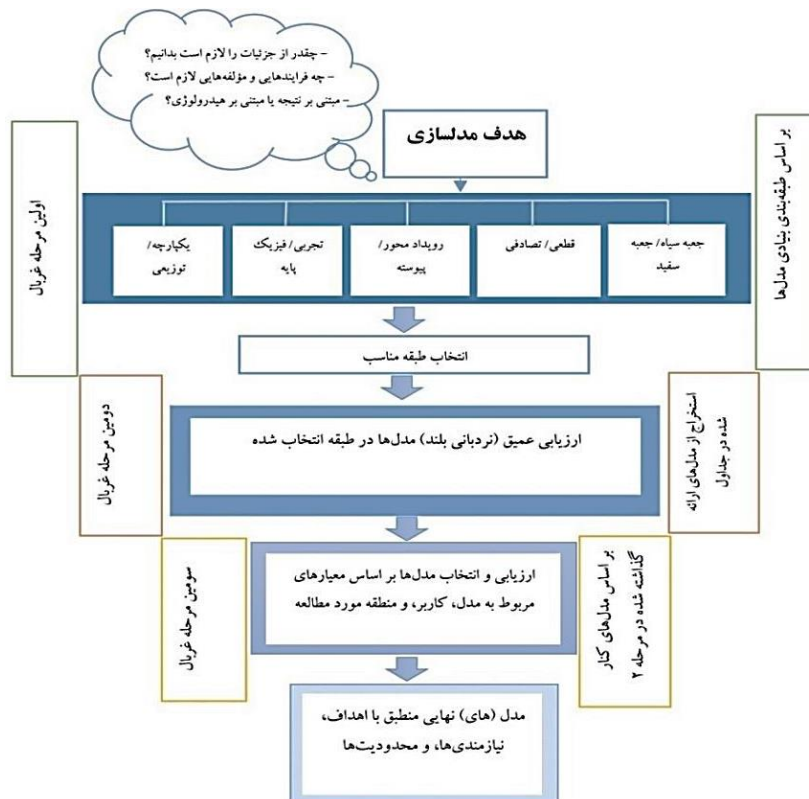 - چقدر از جزئیات را لازم است بدانیم؟
- چه فرایندهایی و مؤلفه‌هایی لازم است؟
- مبتنی بر نتیجه یا مبتنی بر هیدرولوژی؟
هدف مدلسازی
بر اساس طبقه‌بندی بنیادی مدل‌ها
جعبه سیاه/ جعبه
سفید
قطعی/ تصادفی
رویداد محور/
پیوسته
تجربی/ فیزیک
پایه
یکپارچه/
توزیعی
اولین مرحله غربال
انتخاب طبقه مناسب
استخراج از مدل‌های ارائه
شده در جداول
ارزیابی عمیق (نردبانی بلند) مدل‌ها در طبقه انتخاب شده
دومین مرحله غربال
بر اساس مدل‌های کنار
گذاشته شده در مرحله ۲
ارزیابی و انتخاب مدل‌ها بر اساس معیارهای
مربوط به مدل، کاربر، و منطقه مورد مطالعه
سومین مرحله غربال
مدل (های) نهایی منطبق با اهداف،
نیازمندی‌ها، و محدودیت‌ها